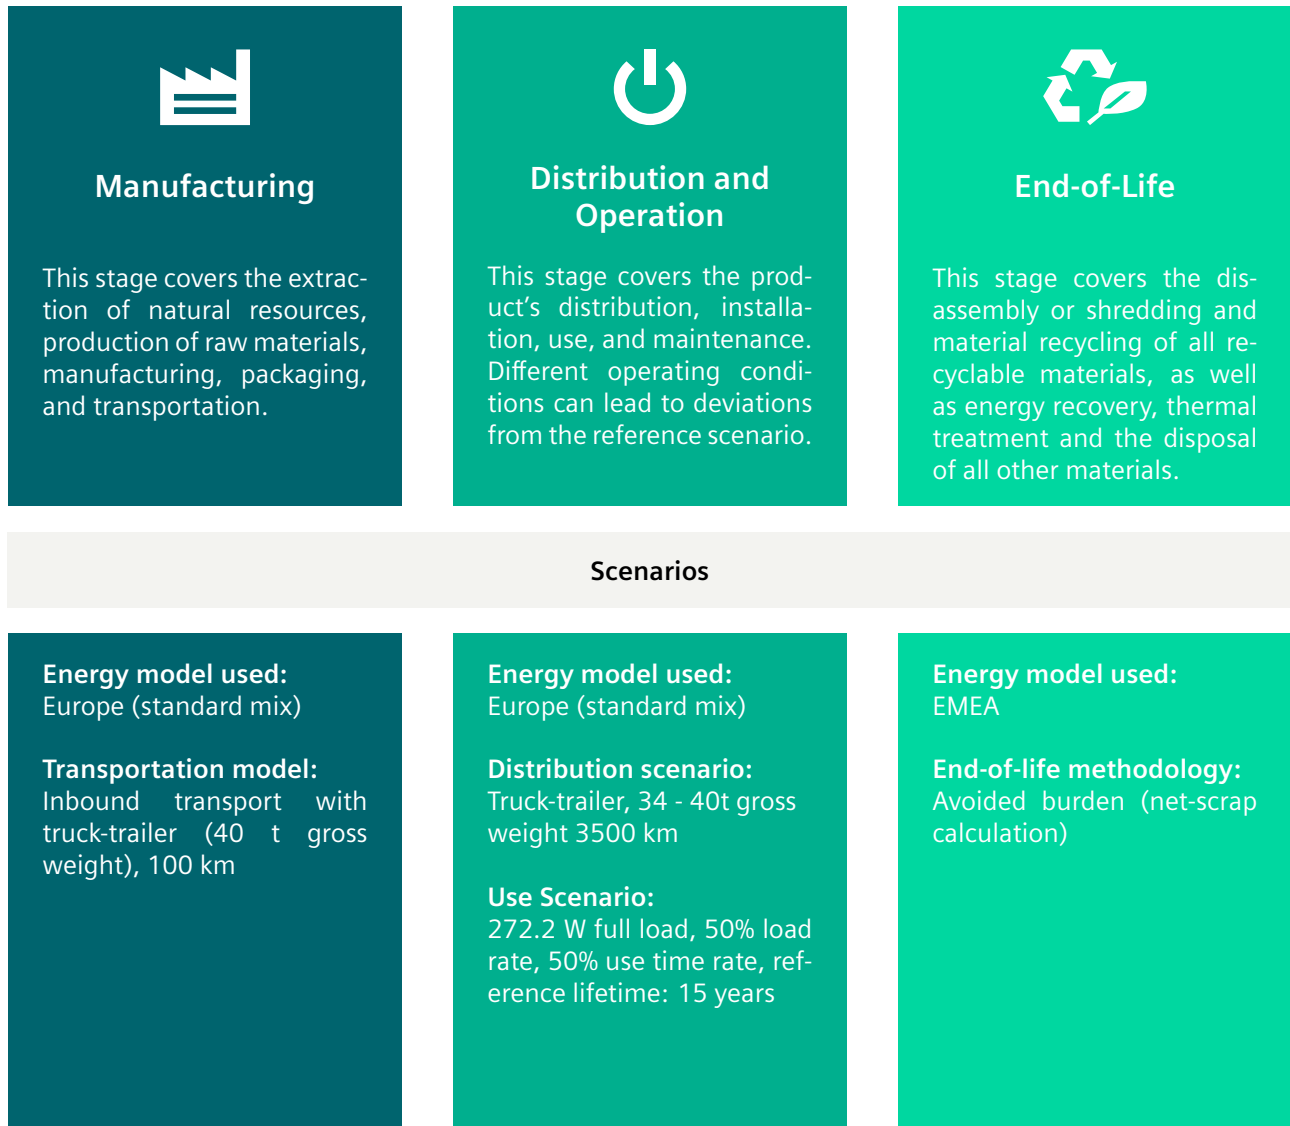 Manufacturing
This stage covers the extrac-
tion of natural resources,
production of raw materials,
manufacturing, packaging,
and transportation.
Distribution and
Operation
This stage covers the prod-
uct's distribution, installa-
tion, use, and maintenance.
Different operating condi-
tions can lead to deviations
from the reference scenario.
End-of-Life
This stage covers the dis-
assembly or shredding and
material recycling of all re-
cyclable materials, as well
as energy recovery, thermal
treatment and the disposal
of all other materials.
Scenarios
Energy model used:
Europe (standard mix)
Transportation model:
Inbound transport with
truck-trailer (40 t gross
weight), 100 km
Energy model used:
Europe (standard mix)
Distribution scenario:
Truck-trailer, 34 - 40t gross
weight 3500 km
Use Scenario:
272.2 W full load, 50% load
rate, 50% use time rate, ref-
erence lifetime: 15 years
Energy model used:
EMEA
End-of-life methodology:
Avoided burden (net-scrap
calculation)